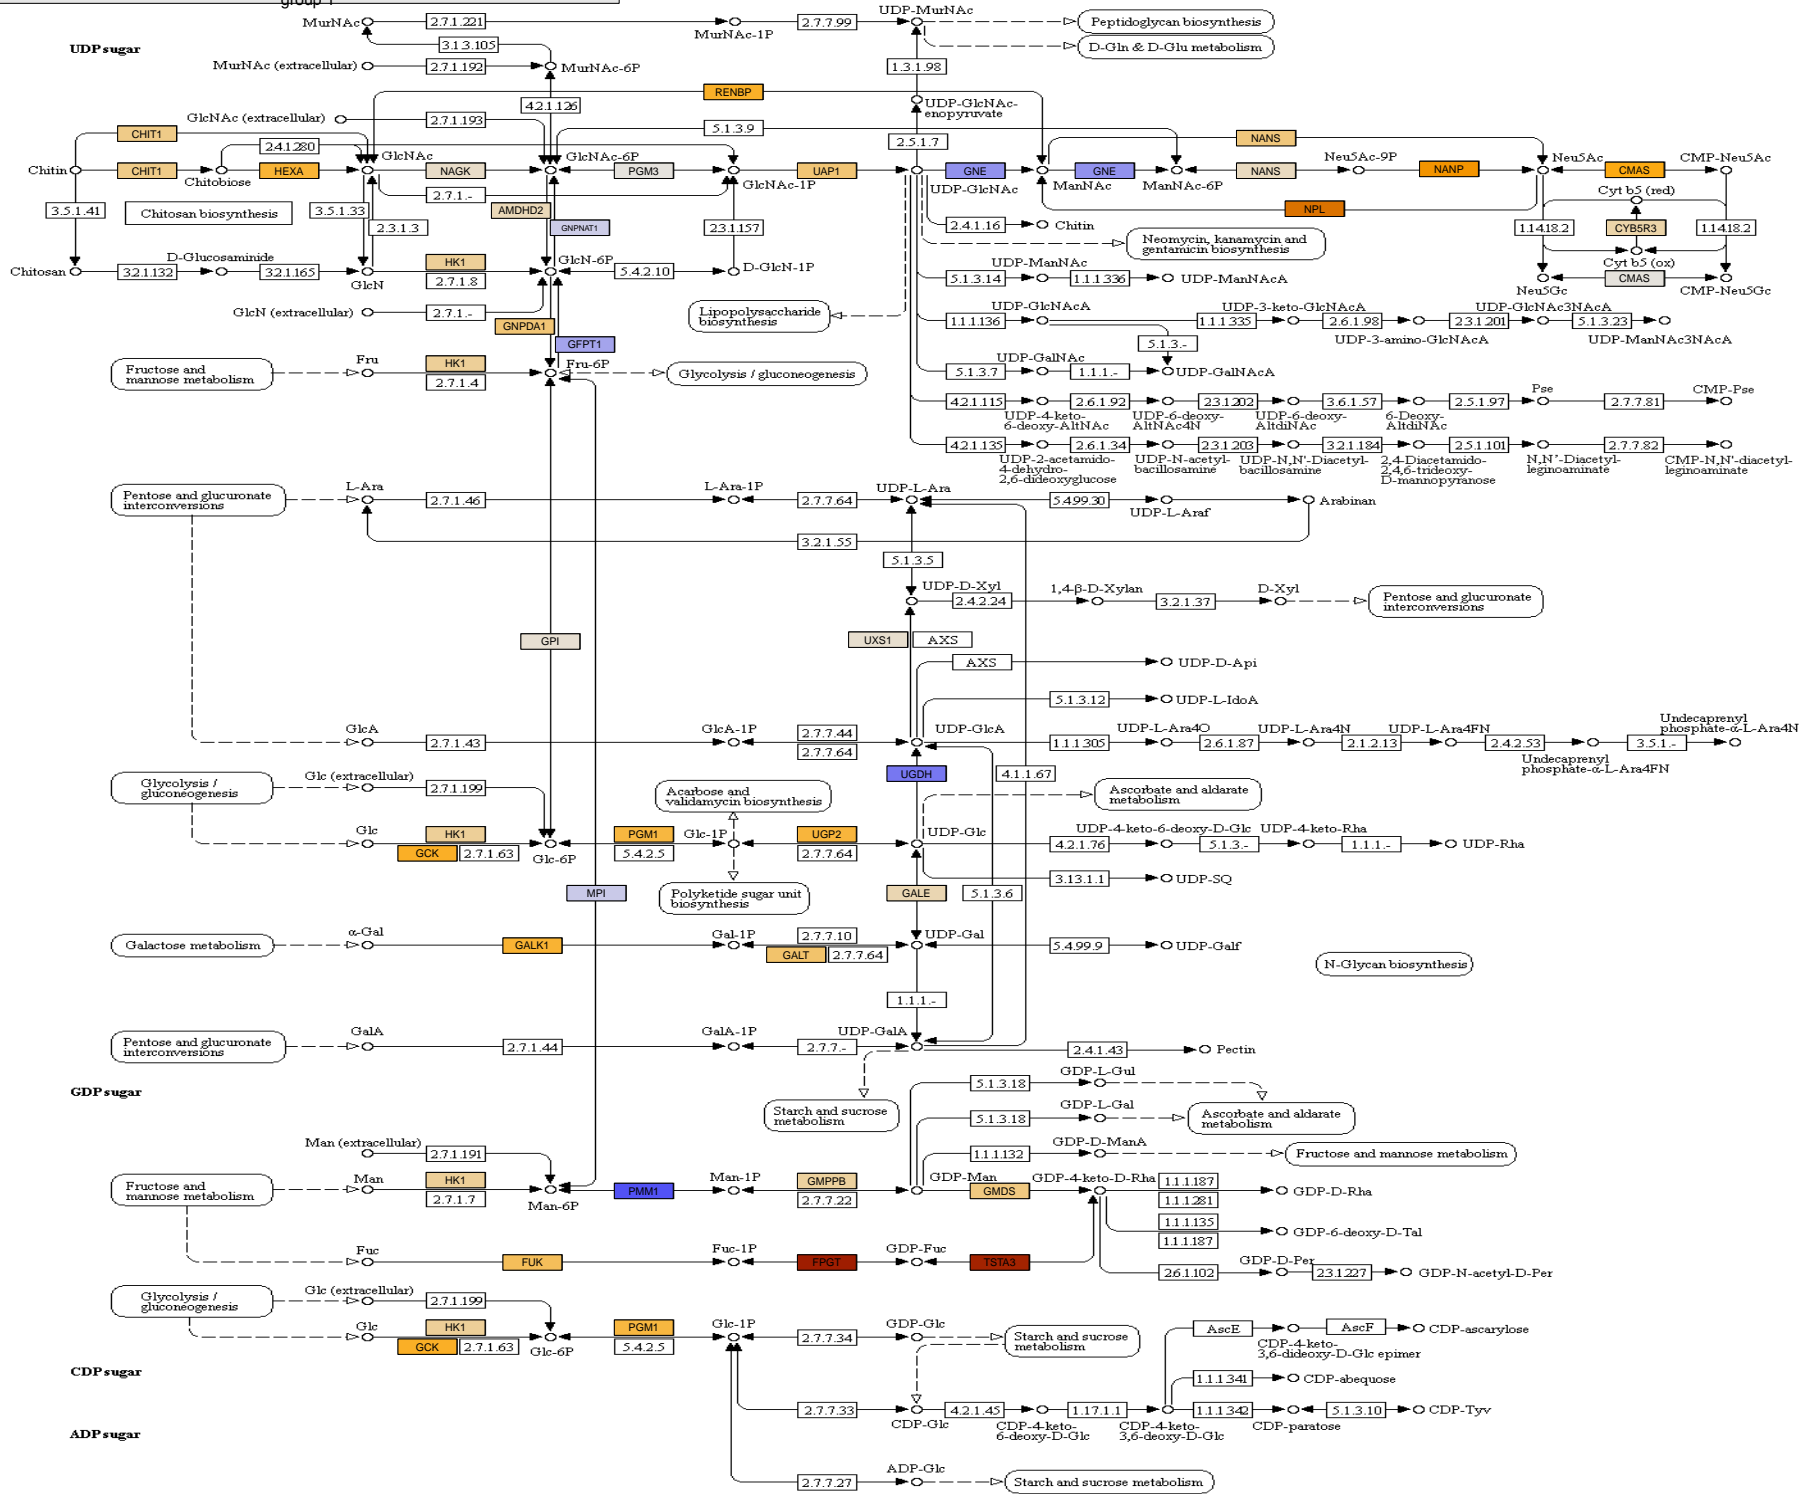 group 1
MurNAc
2.7.1.221
MurNAc-1P
2.7.7.99
UDP-MurNAc
Peptidoglycan biosynthesis
UDP sugar
3.1.3.105
D-Gln & D-Glu metabolism
MurNAc (extracellular)
2.7.1.192
MurNAc-6P
1.3.1.98
RENBP
4.2.1.126
UDP-GlcNAc-
enopyruvate
GlcNAc (extracellular)
2.7.1.193
5.1.3.9
CHIT1
2.4.1.280
GlcNAc
GlcNAc-6P
2.5.1.7
NANS
Neu5Ac-9P
Neu5Ac
CMP-Neu5Ac
Chitin
CHIT1
Chitobiose
HEXA
NAGK
PGM3
GlcNAc-1P
UAP1
UDP-GlcNAc
GNE
ManNAc
GNE
ManNAc-6P
NANS
NANP
CMAS
Cyt b5 (red)
2.7.1.-
3.5.1.41
Chitosan biosynthesis
3.5.1.33
2.3.1.3
AMDHD2
GNPNAT1
2.3.1.157
2.4.1.16
Chitin
NPL
1.14.18.2
CYB5R3
1.14.18.2
Neomycin, kanamycin and
gentamicin biosynthesis
Cyt b5 (ox)
Chitosan
3.2.1.132
D-Glucosaminide
3.2.1.165
GlcN
HK1
2.7.1.8
GlcN-6P
5.4.2.10
D-GlcN-1P
5.1.3.14
UDP-ManNAc
1.1.1.336
UDP-ManNAcA
Neu5Gc
CMAS
CMP-Neu5Gc
GlcN (extracellular)
2.7.1.-
GNPDA1
GFPT1
Lipopolysaccharide
biosynthesis
1.1.1.136
UDP-GlcNAcA
1.1.1.335
UDP-3-keto-GlcNAcA
2.6.1.98
UDP-3-amino-GlcNAcA
2.3.1.201
UDP-GlcNAc3NAcA
5.1.3.23
UDP-ManNAc3NAcA
5.1.3.-
Fructose and
mannose metabolism
Fru
HK1
2.7.1.4
Fru-6P
Glycolysis / gluconeogenesis
5.1.3.7
UDP-GalNAc
1.1.1.-
UDP-GalNAcA
4.2.1.115
UDP-4-keto-
6-deoxy-AltNAc
2.6.1.92
UDP-6-deoxy-
AltNAc4N
2.3.1.202
UDP-6-deoxy-
AltdiNAc
3.6.1.57
6-Deoxy-
AltdiNAc
2.5.1.97
Pse
2.7.7.81
CMP-Pse
4.2.1.135
UDP-2-acetamido-
4-dehydro-
2,6-dideoxyglucose
2.6.1.34
UDP-N-acetyl-
bacillosamine
2.3.1.203
UDP-N,N'-Diacetyl-
bacillosamine
3.2.1.184
2,4-Diacetamido-
2,4,6-trideoxy-
D-mannopyranose
2.5.1.101
N,N'-Diacetyl-
leginoaminate
2.7.7.82
CMP-N,N'-diacetyl-
leginoaminate
Pentose and glucuronate
interconversions
L-Ara
2.7.1.46
L-Ara-1P
2.7.7.64
UDP-L-Ara
5.4.99.30
UDP-L-Araf
Arabinan
3.2.1.55
5.1.3.5
UDP-D-Xyl
2.4.2.24
1,4-β-D-Xylan
3.2.1.37
D-Xyl
Pentose and glucuronate
interconversions
GPI
UXS1
AXS
AXS
UDP-D-Api
5.1.3.12
UDP-L-IdoA
GlcA
2.7.1.43
GlcA-1P
2.7.7.44
2.7.7.64
UDP-GlcA
1.1.1.305
UDP-L-Ara4O
2.6.1.87
UDP-L-Ara4N
2.1.2.13
UDP-L-Ara4FN
2.4.2.53
Undecaprenyl
phosphate-α-L-Ara4FN
3.5.1.-
Undecaprenyl
phosphate-α-L-Ara4N
Glycolysis /
gluconeogenesis
Glc (extracellular)
2.7.1.199
Acarbose and
validamycin biosynthesis
UGDH
4.1.1.67
Ascorbate and aldarate
metabolism
Glc
HK1
GCK
2.7.1.63
Glc-6P
PGM1
5.4.2.5
Glc-1P
UGP2
2.7.7.64
UDP-Glc
4.2.1.76
UDP-4-keto-6-deoxy-D-Glc
5.1.3.-
UDP-4-keto-Rha
1.1.1.-
UDP-Rha
3.13.1.1
UDP-SQ
MPI
Polyketide sugar unit
biosynthesis
GALE
5.1.3.6
Galactose metabolism
α-Gal
GALK1
Gal-1P
2.7.7.10
GALT
2.7.7.64
UDP-Gal
5.4.99.9
UDP-Galf
N-Glycan biosynthesis
1.1.1.-
Pentose and glucuronate
interconversions
GalA
2.7.1.44
GalA-1P
2.7.7.-
UDP-GalA
2.4.1.43
Pectin
GDP sugar
Starch and sucrose
metabolism
5.1.3.18
GDP-L-Gul
5.1.3.18
GDP-L-Gal
Ascorbate and aldarate
metabolism
Man (extracellular)
2.7.1.191
1.1.1.132
GDP-D-ManA
Fructose and mannose metabolism
Fructose and
mannose metabolism
Man
HK1
2.7.1.7
Man-6P
PMM1
Man-1P
GMPPB
2.7.7.22
GDP-Man
GMDS
GDP-4-keto-D-Rha
1.1.1.187
1.1.1.281
GDP-D-Rha
1.1.1.135
1.1.1.187
GDP-6-deoxy-D-Tal
Fuc
FUK
Fuc-1P
FPGT
GDP-Fuc
TSTA3
2.6.1.102
GDP-D-Per
2.3.1.227
GDP-N-acetyl-D-Per
Glycolysis /
gluconeogenesis
Glc (extracellular)
2.7.1.199
Glc
HK1
GCK
2.7.1.63
Glc-6P
PGM1
5.4.2.5
Glc-1P
2.7.7.34
GDP-Glc
Starch and sucrose
metabolism
AscE
CDP-4-keto-
3,6-dideoxy-D-Glc epimer
AscF
CDP-ascarylose
CDP sugar
1.1.1.341
CDP-abequose
2.7.7.33
CDP-Glc
4.2.1.45
CDP-4-keto-
6-deoxy-D-Glc
1.17.1.1
CDP-4-keto-
3,6-deoxy-D-Glc
1.1.1.342
CDP-paratose
5.1.3.10
CDP-Tyv
ADP sugar
2.7.7.27
ADP-Glc
Starch and sucrose metabolism